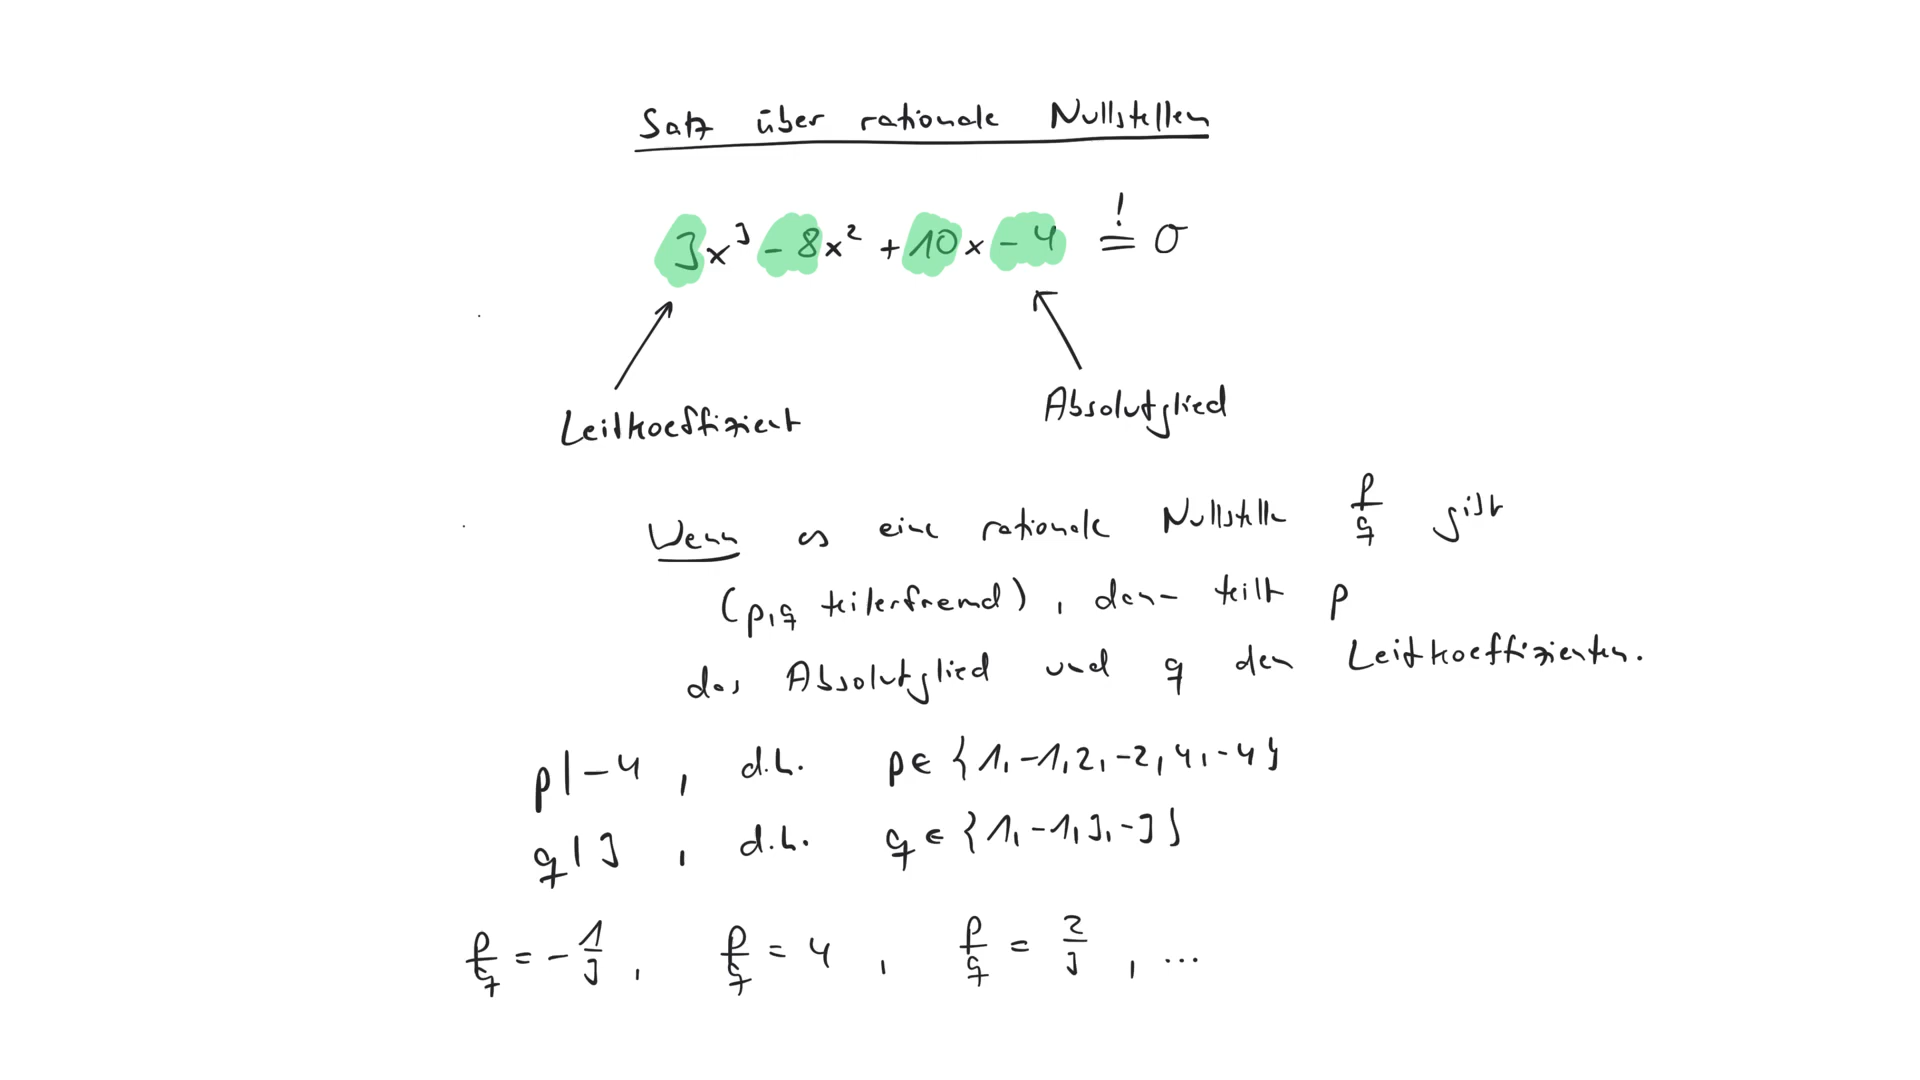 Satz über rationale Nullstellen
3x³ - 8x² + 10x - 4 =! 0
Leitkoeffizient
Absolutglied
Wenn es eine rationale Nullstelle p/q gibt
(p,q teilerfremd), dann teilt p
das Absolutglied und q den Leitkoeffizienten.
p|-4, d.h. p∈{1,-1,2,-2,4,-4}
q|3, d.h. q∈{1,-1,3,-3}
p/q = -1/3, p/q = 4, p/q = 2/3, ...